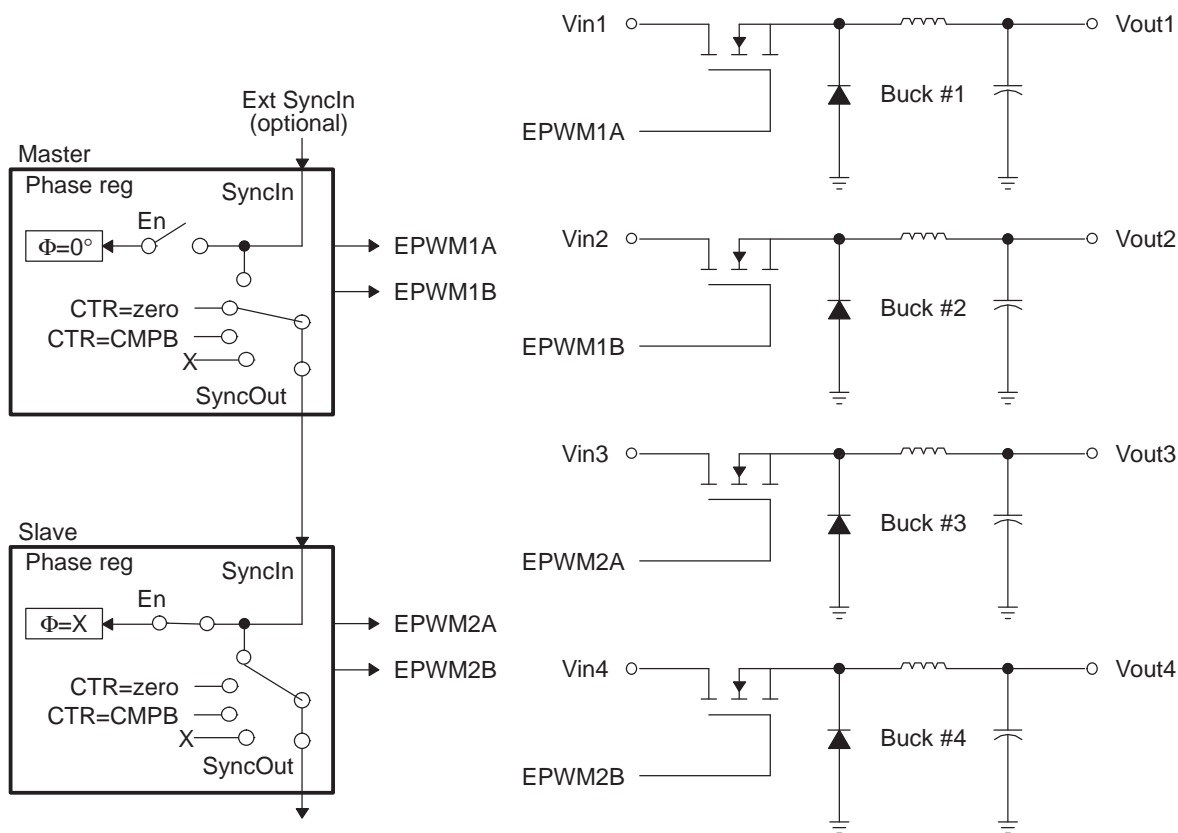 Ext SyncIn
(optional)
Master
Phase reg
SyncIn
En
Φ=0°
CTR=zero
CTR=CMPB
X
SyncOut
EPWM1A
EPWM1B
Slave
Phase reg
SyncIn
En
Φ=X
CTR=zero
CTR=CMPB
X
SyncOut
EPWM2A
EPWM2B
Vin1
Vout1
Buck #1
EPWM1A
Vin2
Vout2
Buck #2
EPWM1B
Vin3
Vout3
Buck #3
EPWM2A
Vin4
Vout4
Buck #4
EPWM2B